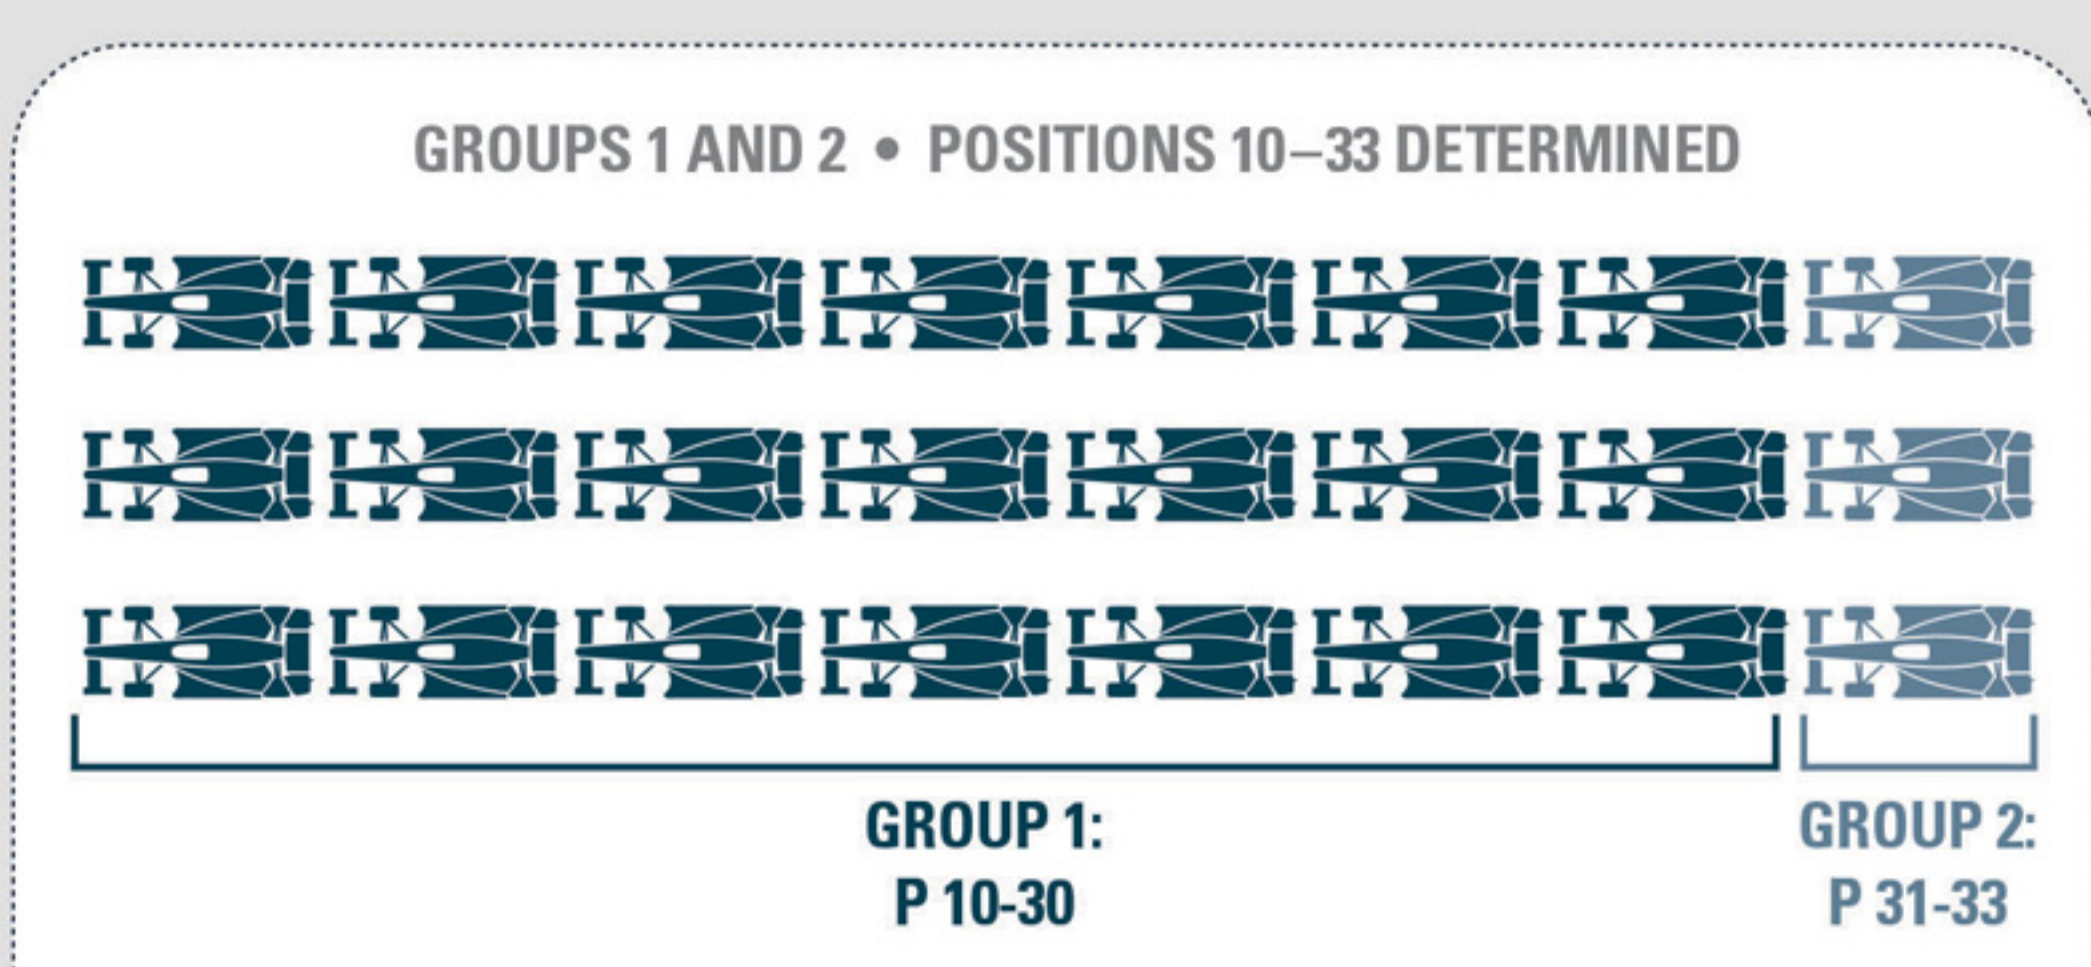 GROUPS 1 AND 2 • POSITIONS 10–33 DETERMINED
GROUP 1:
P 10-30
GROUP 2:
P 31-33